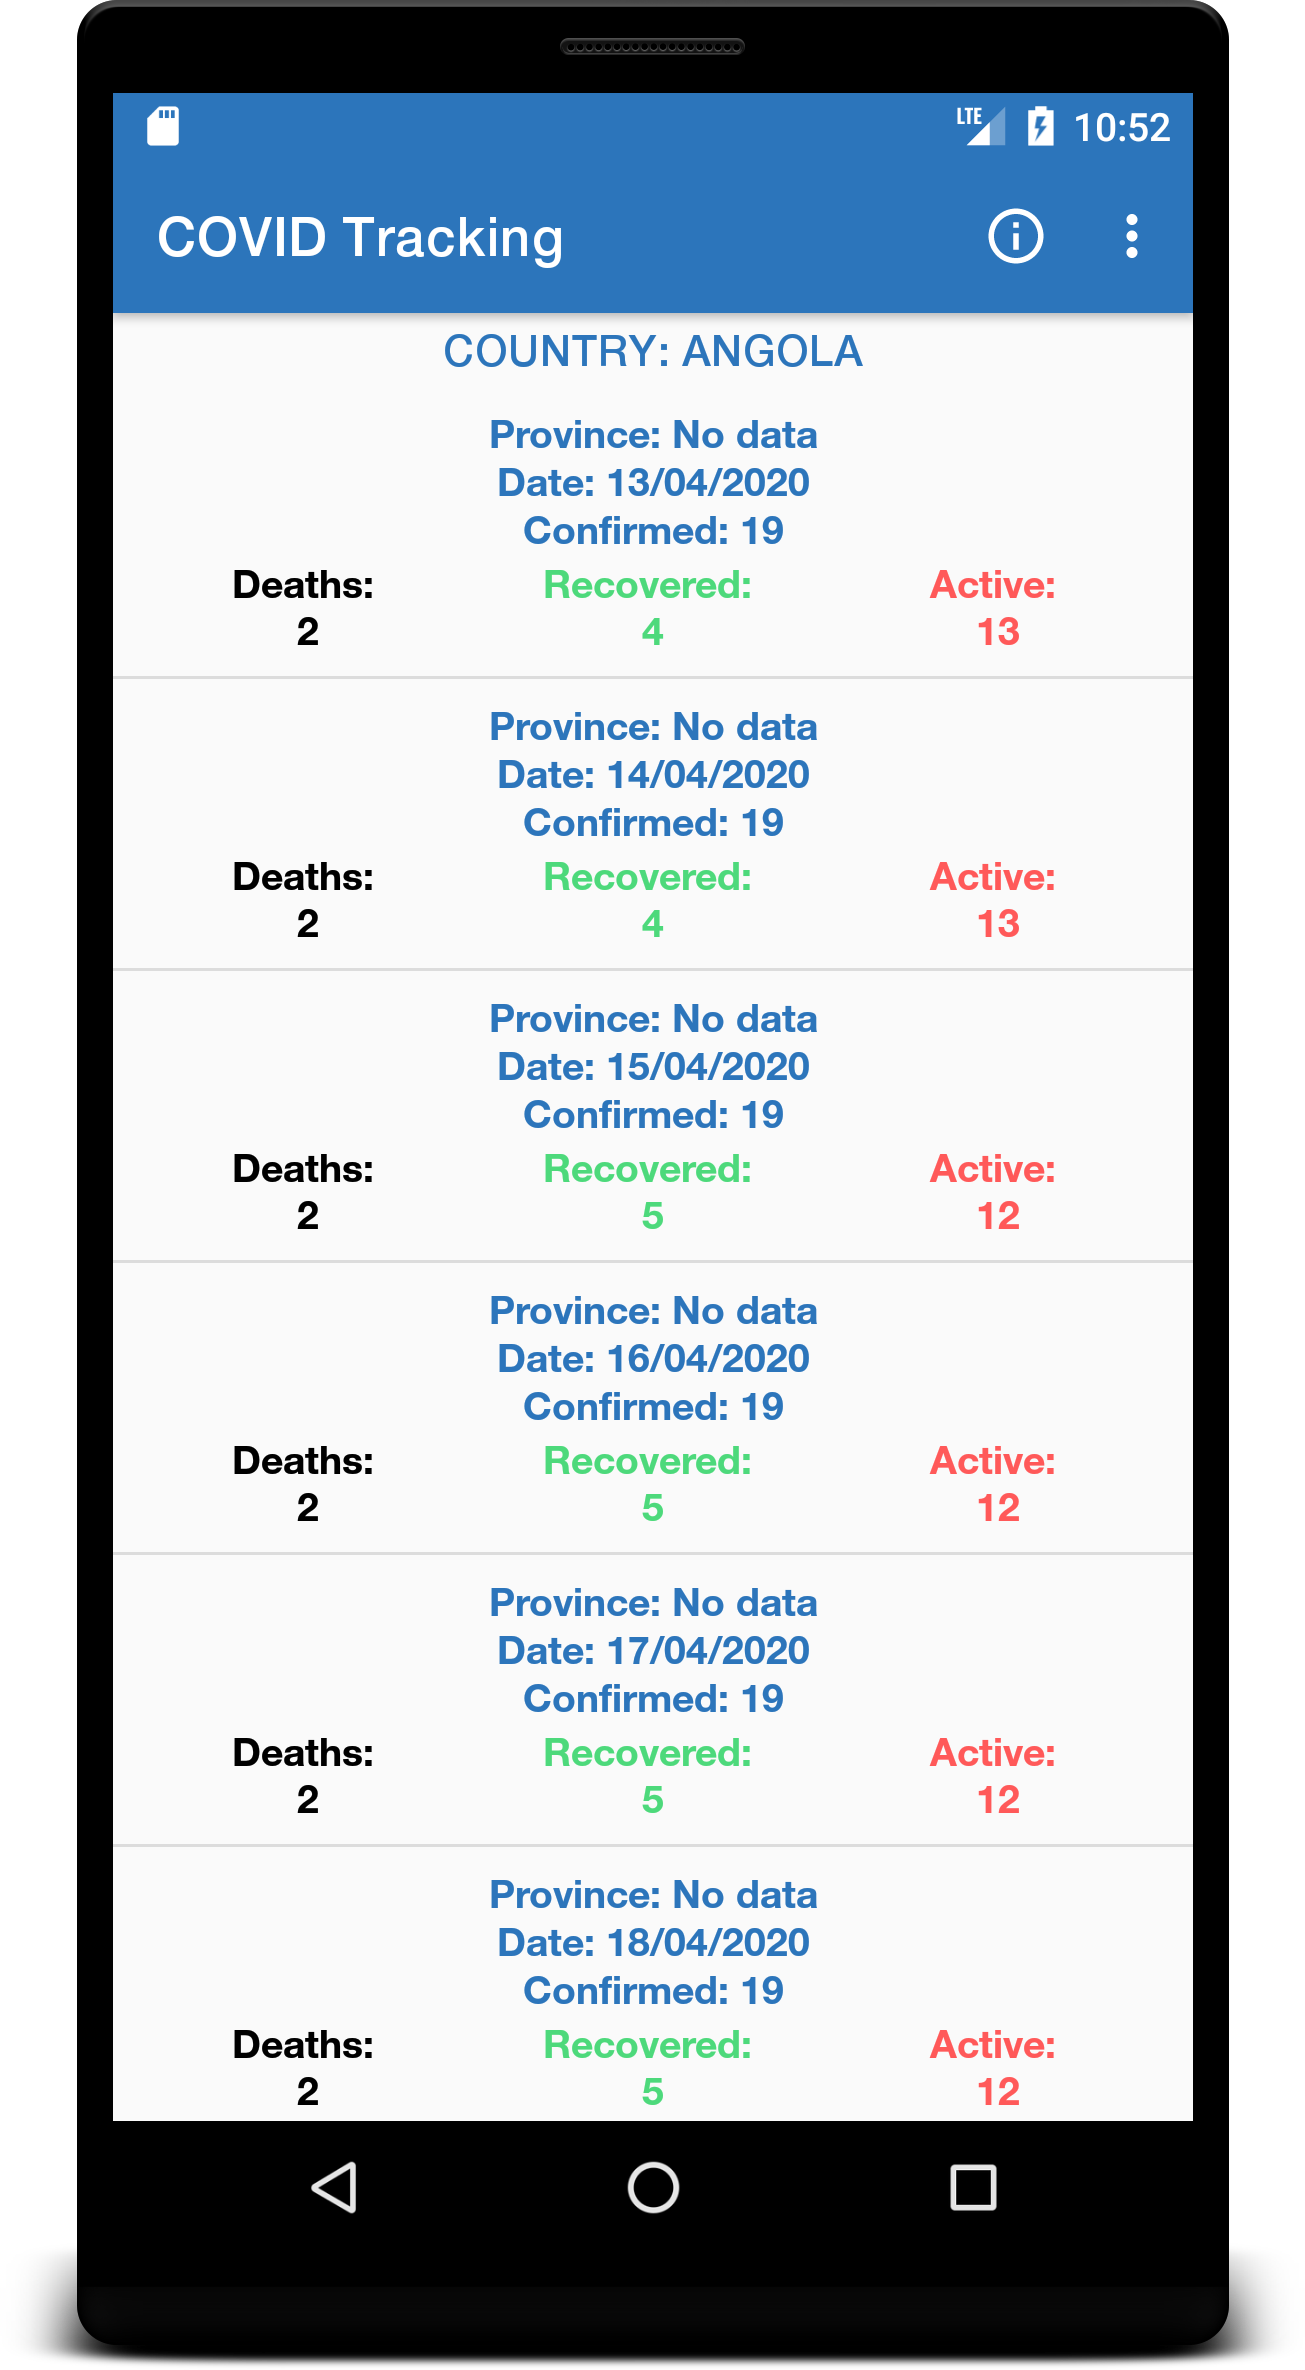 LTE 10:52
COVID Tracking
COUNTRY: ANGOLA
Province: No data
Date: 13/04/2020
Confirmed: 19
Deaths: Recovered: Active:
2 4 13
Province: No data
Date: 14/04/2020
Confirmed: 19
Deaths: Recovered: Active:
2 4 13
Province: No data
Date: 15/04/2020
Confirmed: 19
Deaths: Recovered: Active:
2 5 12
Province: No data
Date: 16/04/2020
Confirmed: 19
Deaths: Recovered: Active:
2 5 12
Province: No data
Date: 17/04/2020
Confirmed: 19
Deaths: Recovered: Active:
2 5 12
Province: No data
Date: 18/04/2020
Confirmed: 19
Deaths: Recovered: Active:
2 5 12